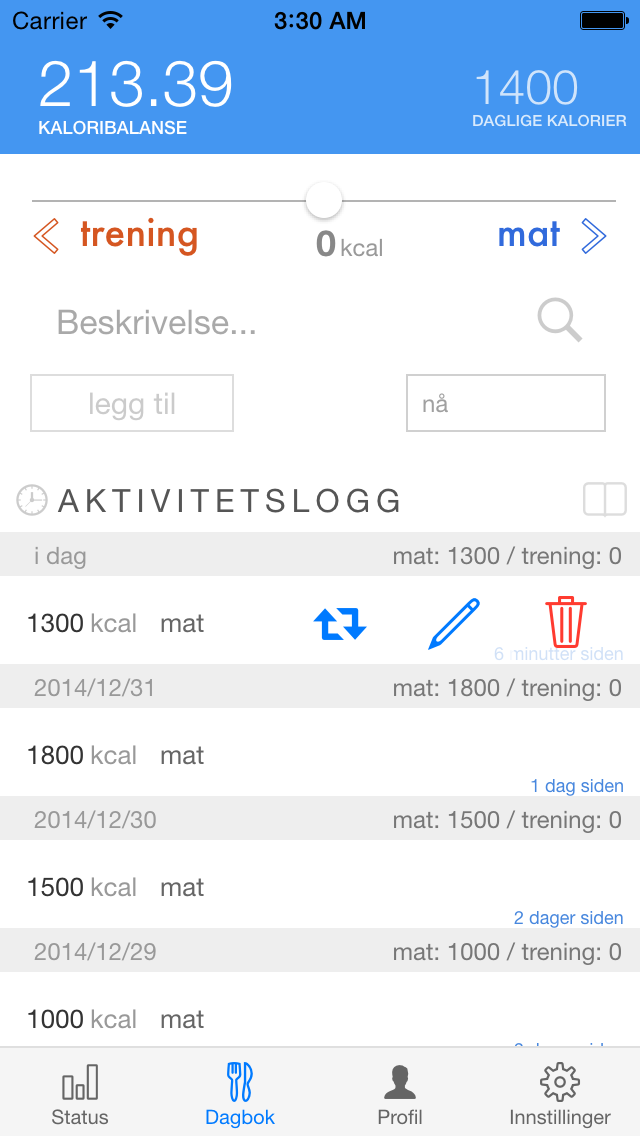 Carrier 3:30 AM
213.39 1400
KALORIBALANSE DAGLIGE KALORIER
trening 0 kcal mat
Beskrivelse...
legg til nå
AKTIVITETSLOGG
i dag mat: 1300 / trening: 0
1300 kcal mat
6 minutter siden
2014/12/31 mat: 1800 / trening: 0
1800 kcal mat
1 dag siden
2014/12/30 mat: 1500 / trening: 0
1500 kcal mat
2 dager siden
2014/12/29 mat: 1000 / trening: 0
1000 kcal mat
Status Dagbok Profil Innstillinger